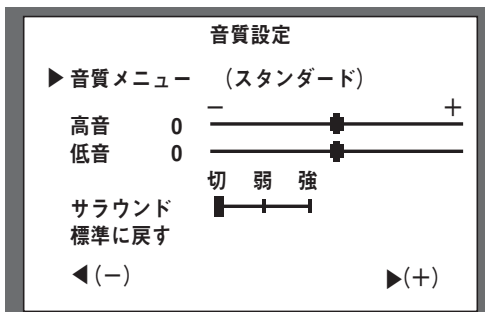 音質設定
▶音質メニュー （スタンダード）
－ ＋
高音 0
低音 0
切 弱 強
サラウンド
標準に戻す
◀(－) ▶(＋)